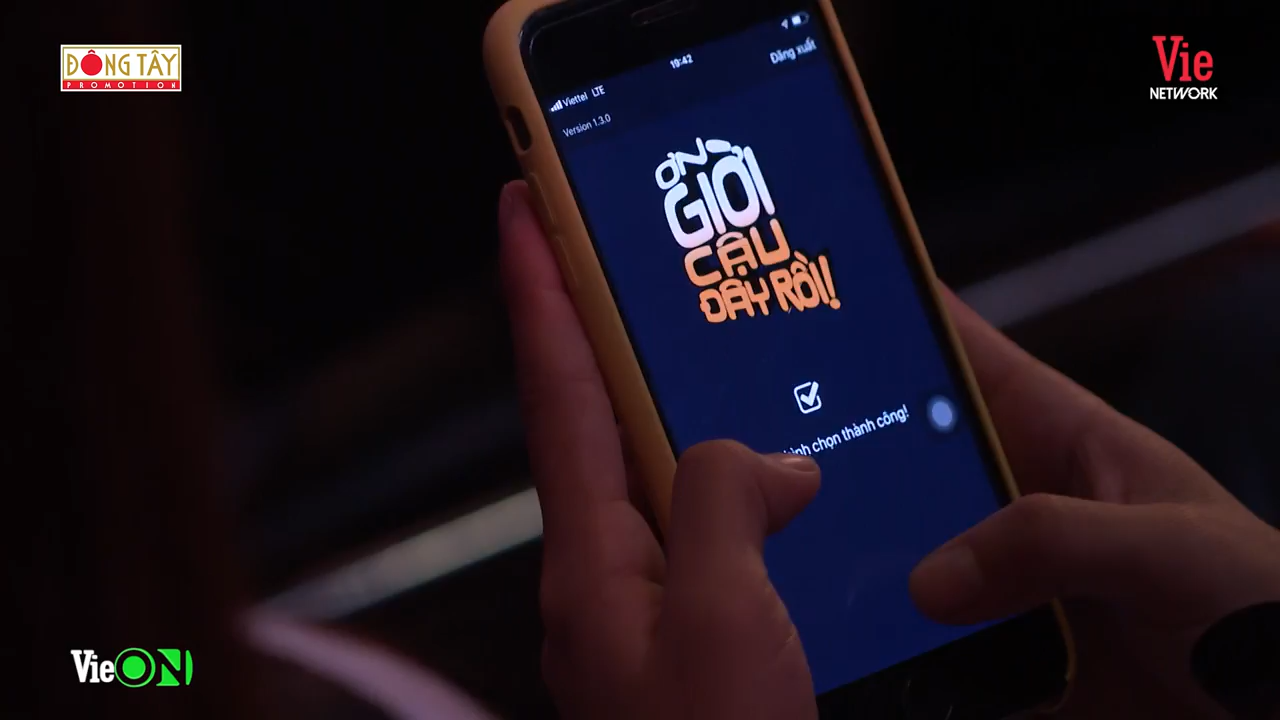 ĐÔNG TÂY
PROMOTION
Vie
NETWORK
Viettel LTE
19:42
Đăng xuất
Version 1.3.0
ƠN
GIỜI
CẬU
ĐÂY RỒI!
chọn thành công!
VieON